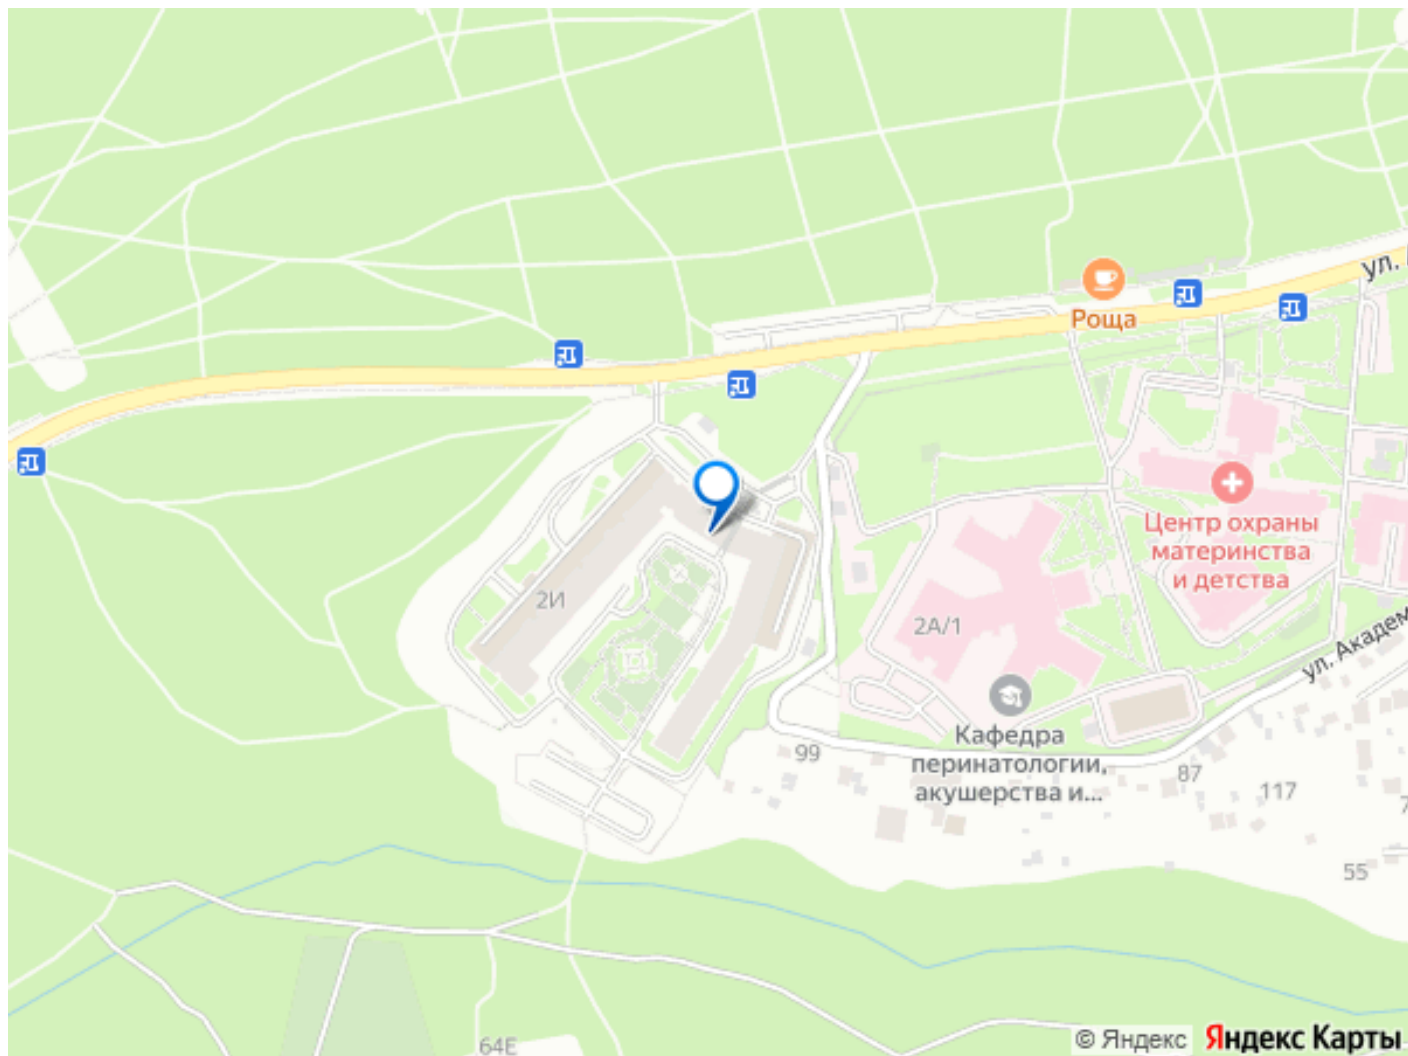 ул.
Роща
Центр охраны
материнства
и детства
2И
2А/1
ул. Академ
Кафедра
перинатологии,
акушерства и...
99
87
117
7
55
64Е
© Яндекс Яндекс Карты